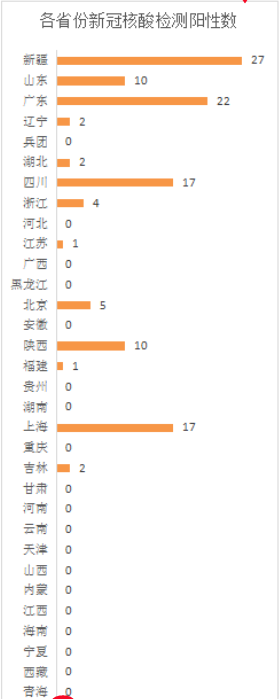 各省份新冠核酸检测阳性数
新疆 27
山东 10
广东 22
辽宁 2
兵团 0
湖北 2
四川 17
浙江 4
河北 0
江苏 1
广西 0
黑龙江 0
北京 5
安徽 0
陕西 10
福建 1
贵州 0
湖南 0
上海 17
重庆 0
吉林 2
甘肃 0
河南 0
云南 0
天津 0
山西 0
内蒙 0
江西 0
海南 0
宁夏 0
西藏 0
青海 0